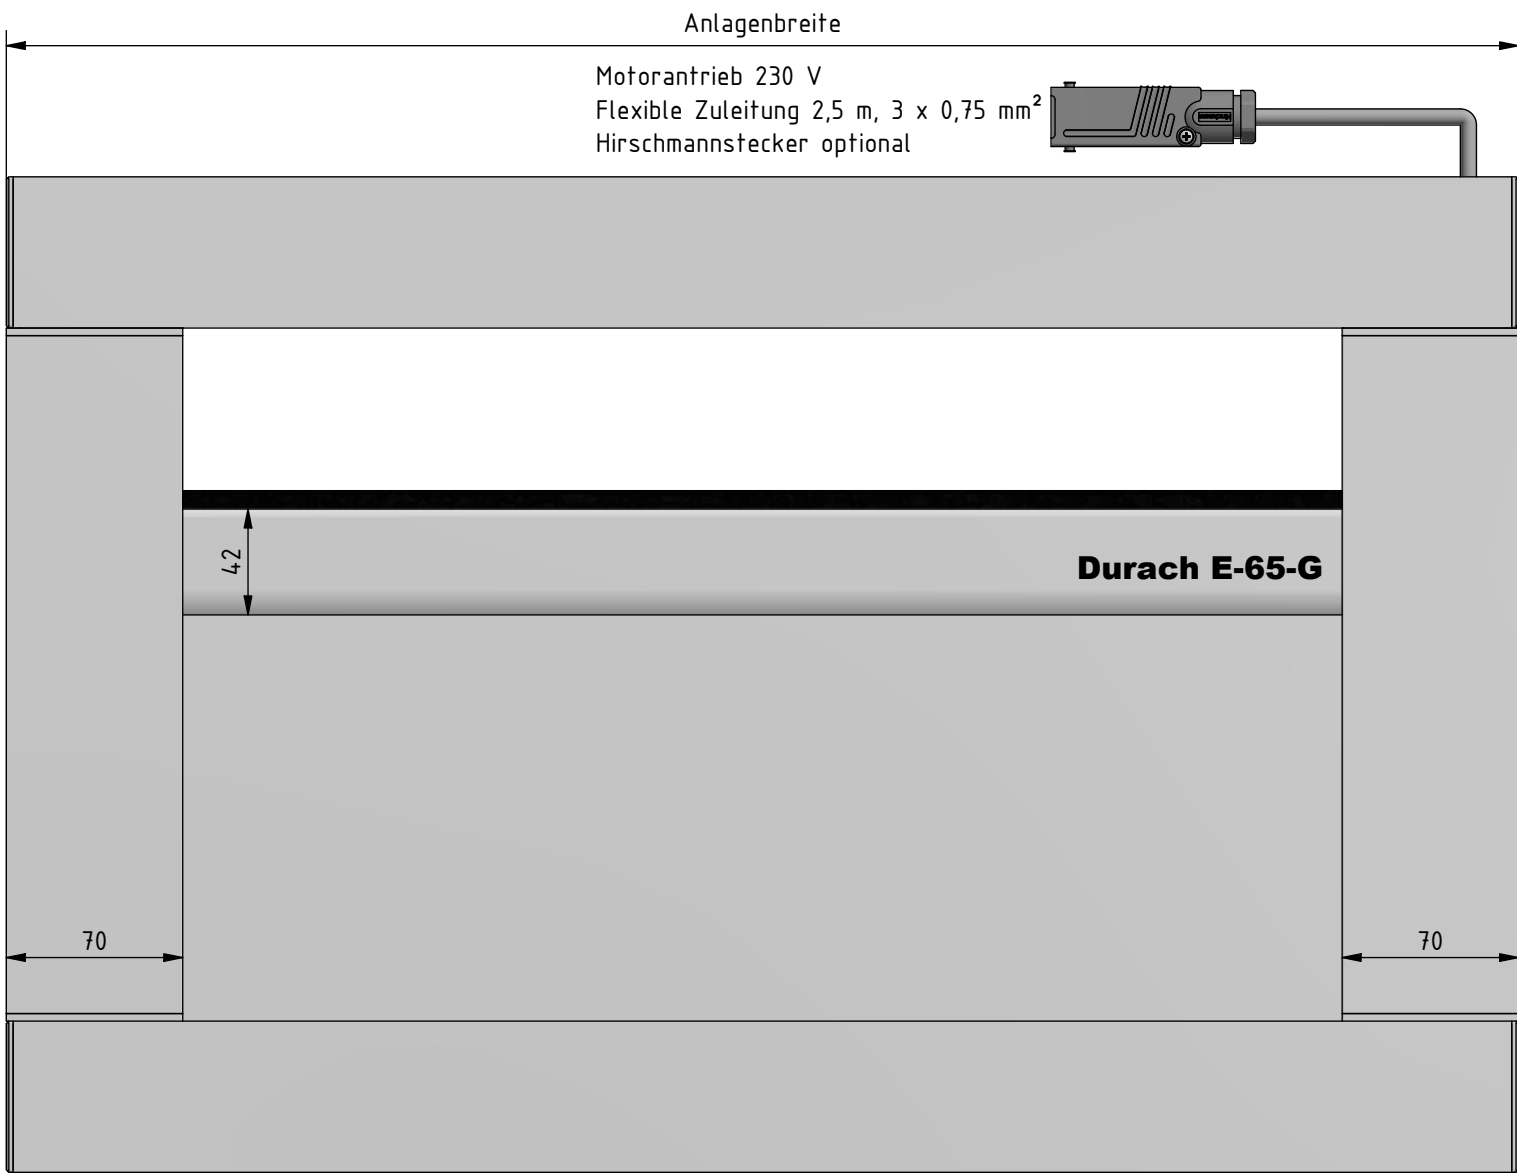 Anlagenbreite
Motorantrieb 230 V
Flexible Zuleitung 2,5 m, 3 x 0,75 mm²
Hirschmannstecker optional
42
Durach E-65-G
70
70